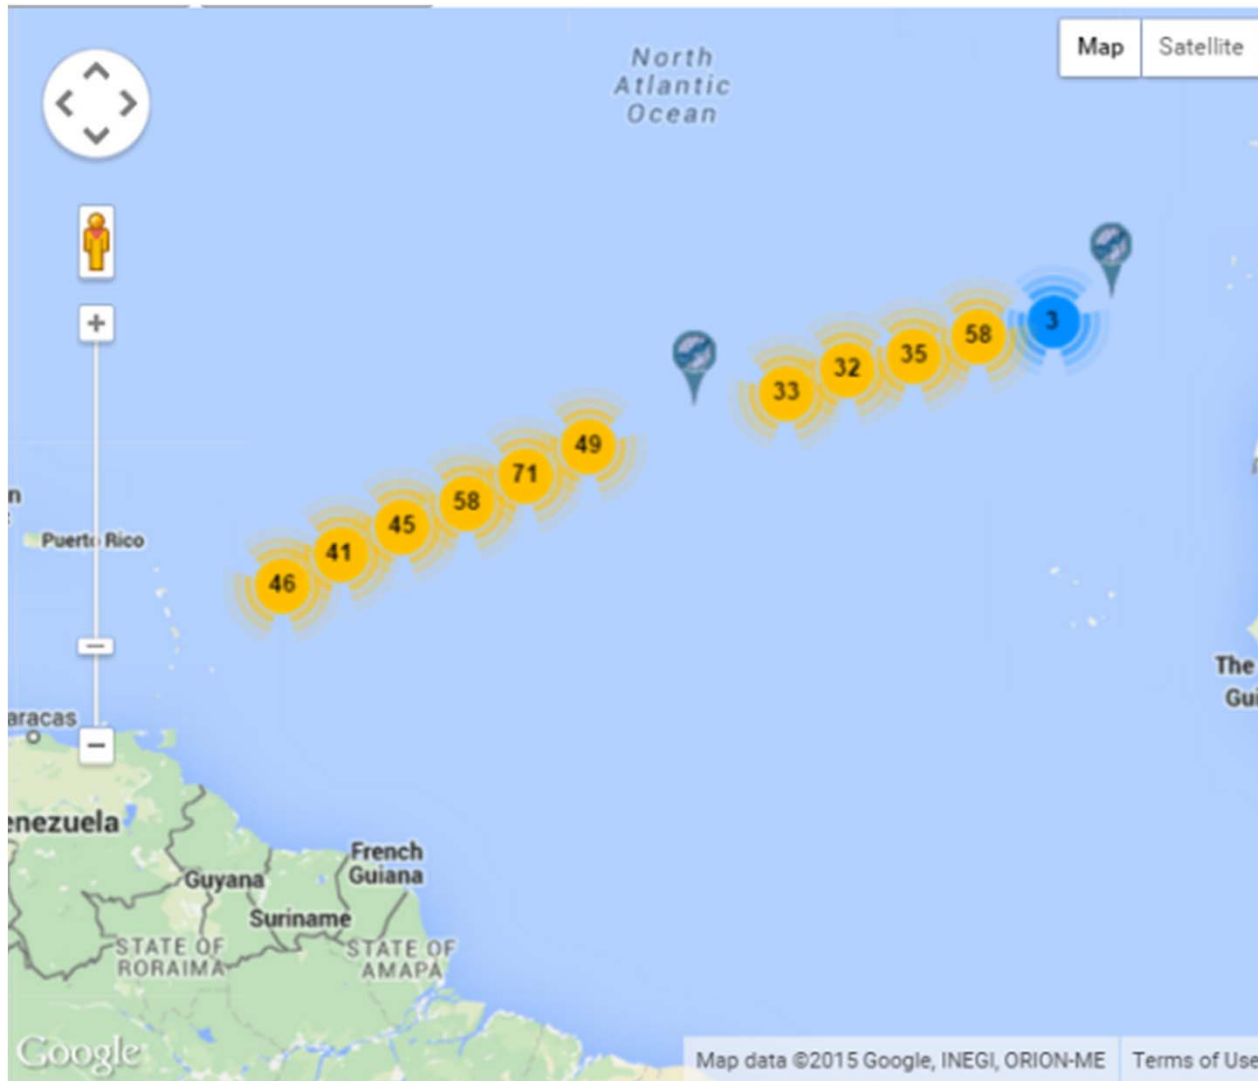 North
Atlantic
Ocean
Map Satellite
58
3
35
32
33
49
71
58
45
41
46
n
Puerto Rico
The
Gui
aracas
enezuela
French
Guiana
Guyana
Suriname
STATE OF
RORAIMA
STATE OF
AMAPÁ
Google
Map data ©2015 Google, INEGI, ORION-ME Terms of Use